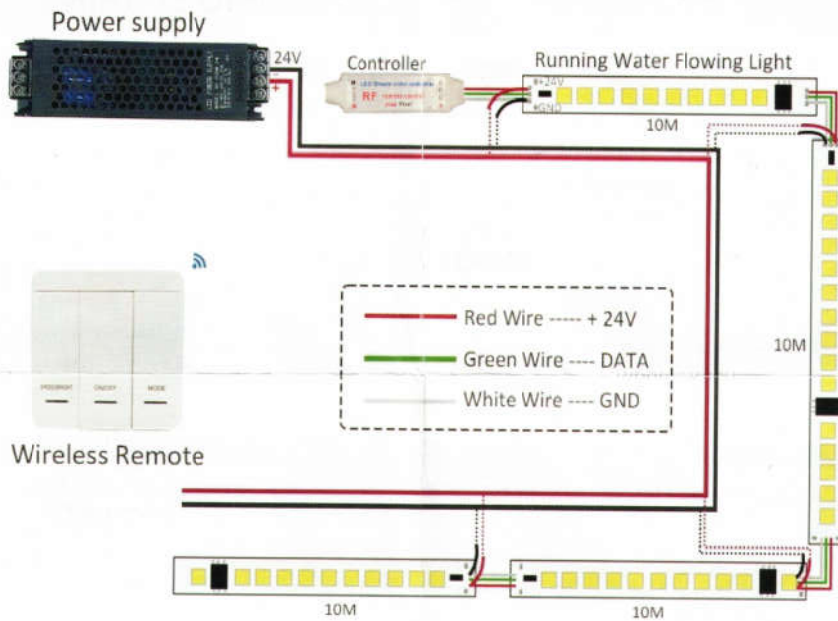 Power supply
24V
-
+
Controller
RF
Running Water Flowing Light
+24V
GND
10M
10M
Red Wire ----- + 24V
Green Wire ---- DATA
White Wire ---- GND
ON/OFF
MODE
Wireless Remote
10M
10M